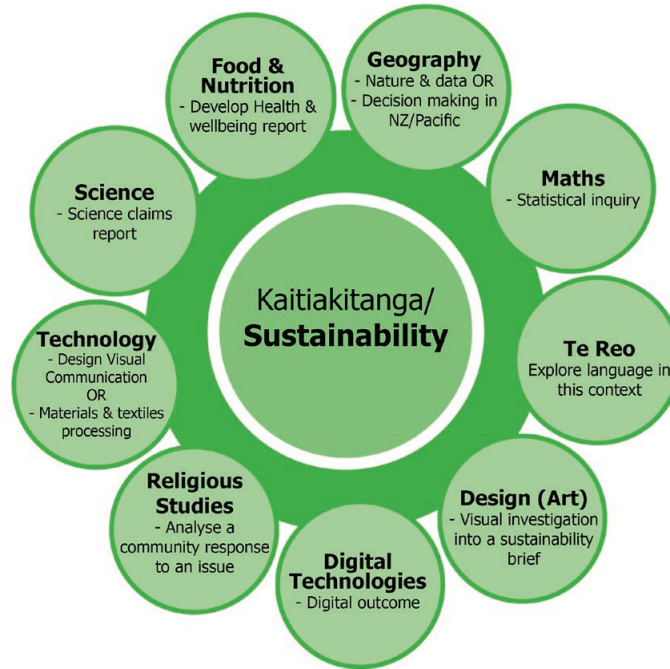 Food &
Nutrition
- Develop Health &
wellbeing report
Geography
- Nature & data OR
- Decision making in
NZ/Pacific
Maths
- Statistical inquiry
Te Reo
Explore language in
this context
Design (Art)
- Visual investigation
into a sustainability
brief
Digital
Technologies
- Digital outcome
Religious
Studies
- Analyse a
community response
to an issue
Technology
- Design Visual
Communication
OR
- Materials & textiles
processing
Science
- Science claims
report
Kaitiakitanga/
Sustainability